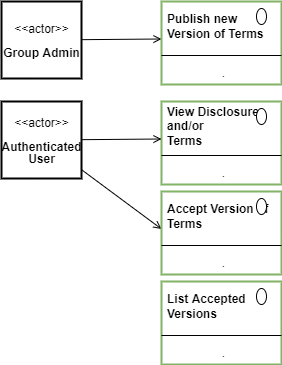 <<actor>>
Group Admin
Publish new
Version of Terms
.
<<actor>>
Authenticated
User
View Disclosure
and/or
Terms
.
Accept Version of
Terms
.
List Accepted
Versions
.